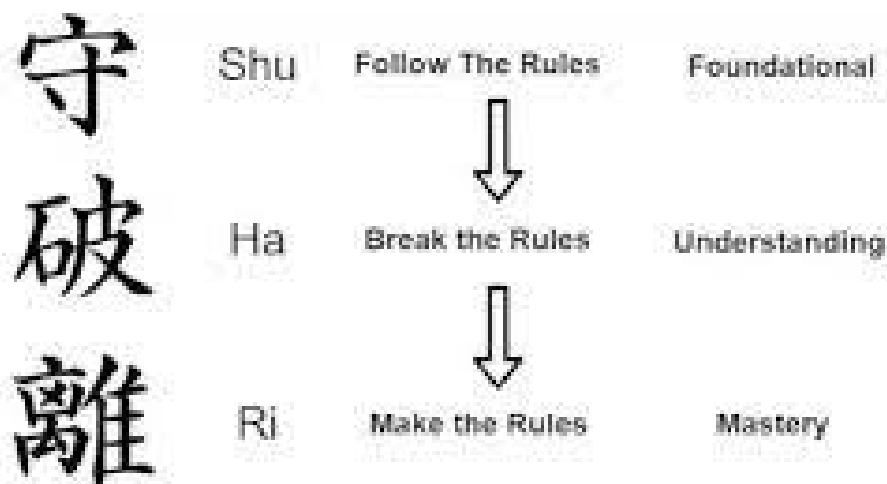 守 Shu Follow The Rules Foundational
破 Ha Break the Rules Understanding
離 Ri Make the Rules Mastery